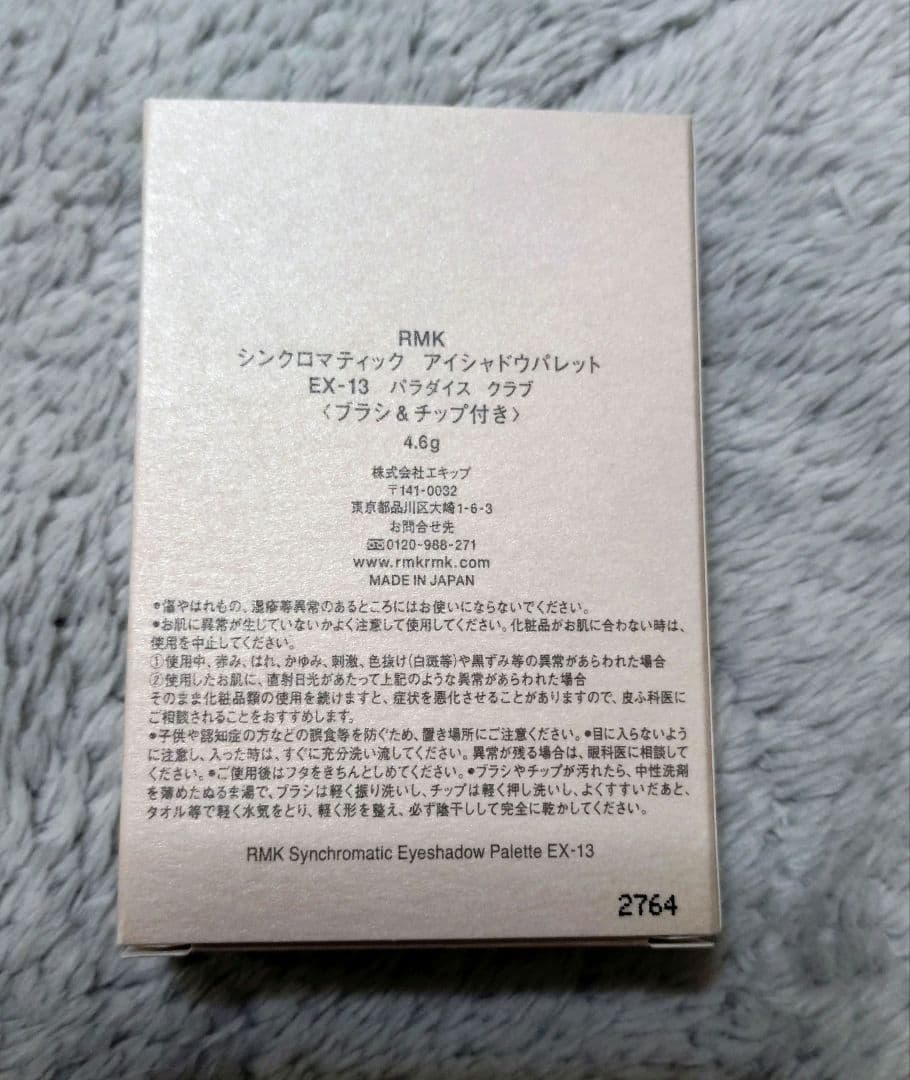 RMK
シンクロマティック アイシャドウパレット
EX-13 パラダイス クラブ
〈ブラシ&チップ付き〉
4.6g
株式会社エキップ
〒141-0032
東京都品川区大崎1-6-3
お問合せ先
0120-988-271
www.rmkrmk.com
MADE IN JAPAN
●傷やはれもの、湿疹等異常のあるところにはお使いにならないでください。
●お肌に異常が生じていないかよく注意して使用してください。化粧品がお肌に合わない時は、
使用を中止してください。
①使用中、赤み、はれ、かゆみ、刺激、色抜け(白斑等)や黒ずみ等の異常があらわれた場合
②使用したお肌に、直射日光があたって上記のような異常があらわれた場合
そのまま化粧品類の使用を続けますと、症状を悪化させることがありますので、皮ふ科医に
ご相談されることをおすすめします。
●子供や認知症の方などの誤食等を防ぐため、置き場所にご注意ください。●目に入らないよう
に注意し、入った時は、すぐに充分洗い流してください。異常が残る場合は、眼科医に相談して
ください。●ご使用後はフタをきちんとしめてください。●ブラシやチップが汚れたら、中性洗剤
を薄めたぬるま湯で、ブラシは軽く振り洗いし、チップは軽く押し洗いし、よくすすいだあと、
タオル等で軽く水気をとり、軽く形を整え、必ず陰干しして完全に乾かしてください。
RMK Synchromatic Eyeshadow Palette EX-13
2764